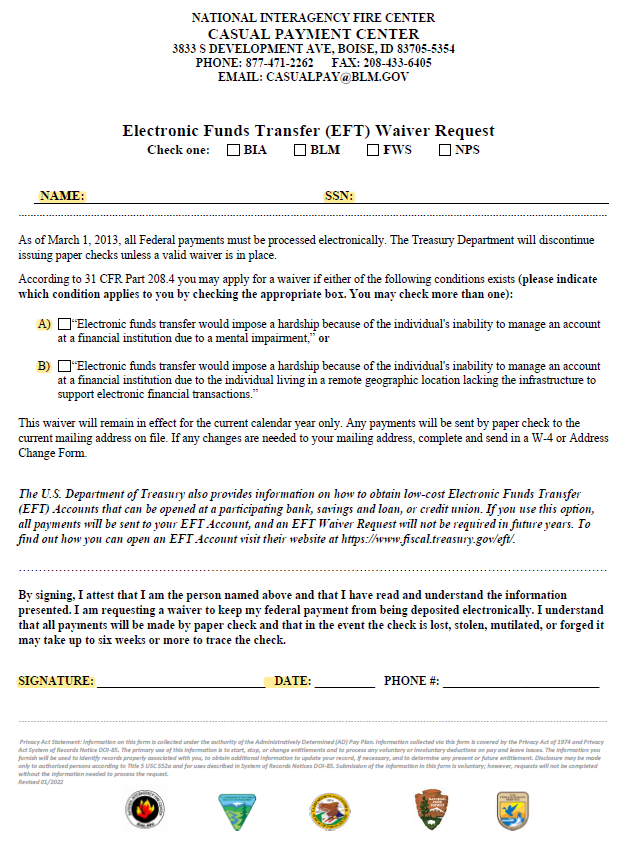 NATIONAL INTERAGENCY FIRE CENTER
CASUAL PAYMENT CENTER
3833 S DEVELOPMENT AVE, BOISE, ID 83705-5354
PHONE: 877-471-2262 FAX: 208-433-6405
EMAIL: CASUALPAY@BLM.GOV
Electronic Funds Transfer (EFT) Waiver Request
Check one: BIA BLM FWS NPS
NAME: SSN:
As of March 1, 2013, all Federal payments must be processed electronically. The Treasury Department will discontinue
issuing paper checks unless a valid waiver is in place.
According to 31 CFR Part 208.4 you may apply for a waiver if either of the following conditions exists (please indicate
which condition applies to you by checking the appropriate box. You may check more than one):
A) “Electronic funds transfer would impose a hardship because of the individual's inability to manage an account
at a financial institution due to a mental impairment,” or
B) “Electronic funds transfer would impose a hardship because of the individual's inability to manage an account
at a financial institution due to the individual living in a remote geographic location lacking the infrastructure to
support electronic financial transactions.”
This waiver will remain in effect for the current calendar year only. Any payments will be sent by paper check to the
current mailing address on file. If any changes are needed to your mailing address, complete and send in a W-4 or Address
Change Form.
The U.S. Department of Treasury also provides information on how to obtain low-cost Electronic Funds Transfer
(EFT) Accounts that can be opened at a participating bank, savings and loan, or credit union. If you use this option,
all payments will be sent to your EFT Account, and an EFT Waiver Request will not be required in future years. To
find out how you can open an EFT Account visit their website at https://www.fiscal.treasury.gov/eft/.
By signing, I attest that I am the person named above and that I have read and understand the information
presented. I am requesting a waiver to keep my federal payment from being deposited electronically. I understand
that all payments will be made by paper check and that in the event the check is lost, stolen, mutilated, or forged it
may take up to six weeks or more to trace the check.
SIGNATURE: DATE: PHONE #:
Privacy Act Statement: Information on this form is collected under the authority of the Administratively Determined (AD) Pay Plan. Information collected via this form is covered by the Privacy Act of 1974 and Privacy
Act System of Records Notice DOI-85. The primary use of this information is to start, stop, or change entitlements and to process any voluntary or involuntary deductions on pay and leave issues. The information you
furnish will be used to identify records properly associated with you, to obtain additional information to update your record, if necessary, and to determine any present or future entitlement. Disclosure may be made
only to authorized persons according to Title 5 USC 552a and for uses described in System of Records Notices DOI-85. Submission of the information in this form is voluntary; however, requests will not be completed
without the information needed to process the request.
Revised 01/2022